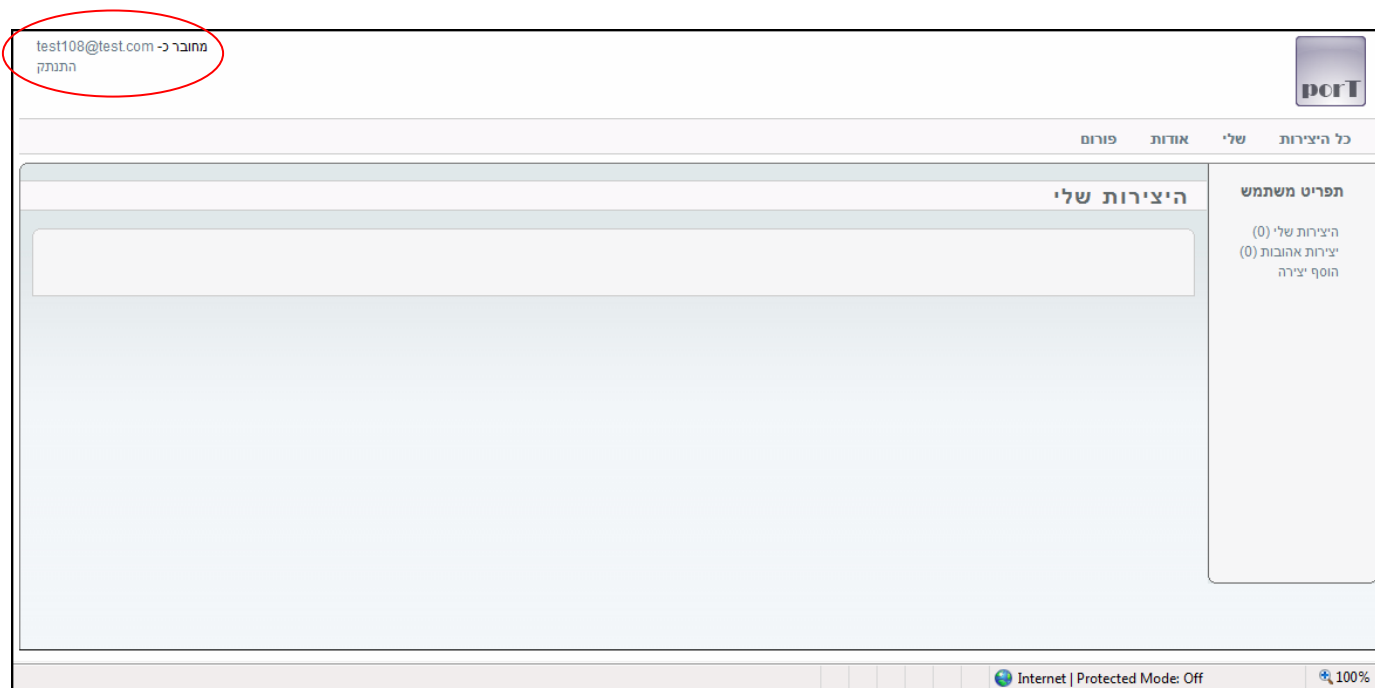 מחובר כ- test108@test.com
התנתק
porT
כל היצירות שלי אודות פורום
תפריט משתמש
היצירות שלי (0)
יצירות אהובות (0)
הוסף יצירה
היצירות שלי
Internet | Protected Mode: Off 100%